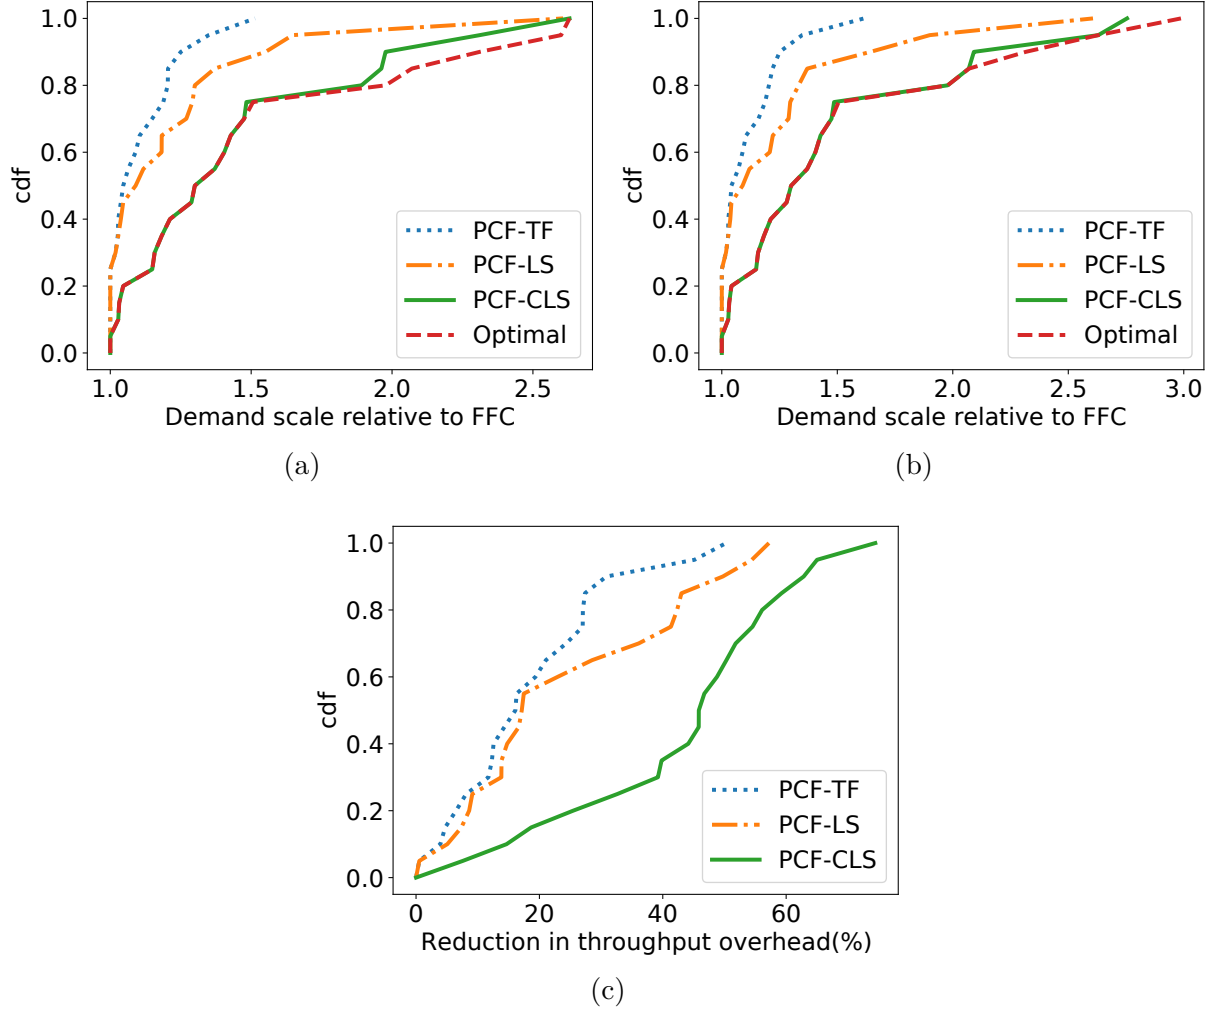 1.0
0.8
0.6
0.4
0.2
0.0
cdf
PCF-TF
PCF-LS
PCF-CLS
Optimal
1.0 1.5 2.0 2.5
Demand scale relative to FFC
(a)
1.0
0.8
0.6
0.4
0.2
0.0
cdf
PCF-TF
PCF-LS
PCF-CLS
Optimal
1.0 1.5 2.0 2.5 3.0
Demand scale relative to FFC
(b)
1.0
0.8
0.6
0.4
0.2
0.0
cdf
PCF-TF
PCF-LS
PCF-CLS
0 20 40 60
Reduction in throughput overhead(%)
(c)